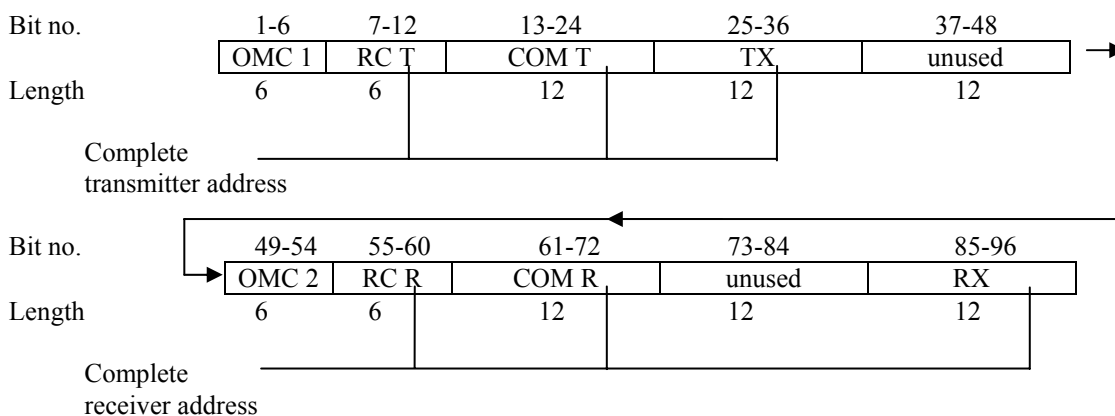 Bit no. 1-6 7-12 13-24 25-36 37-48
OMC 1 RC T COM T TX unused
Length 6 6 12 12 12
Complete
transmitter address
Bit no. 49-54 55-60 61-72 73-84 85-96
OMC 2 RC R COM R unused RX
Length 6 6 12 12 12
Complete
receiver address